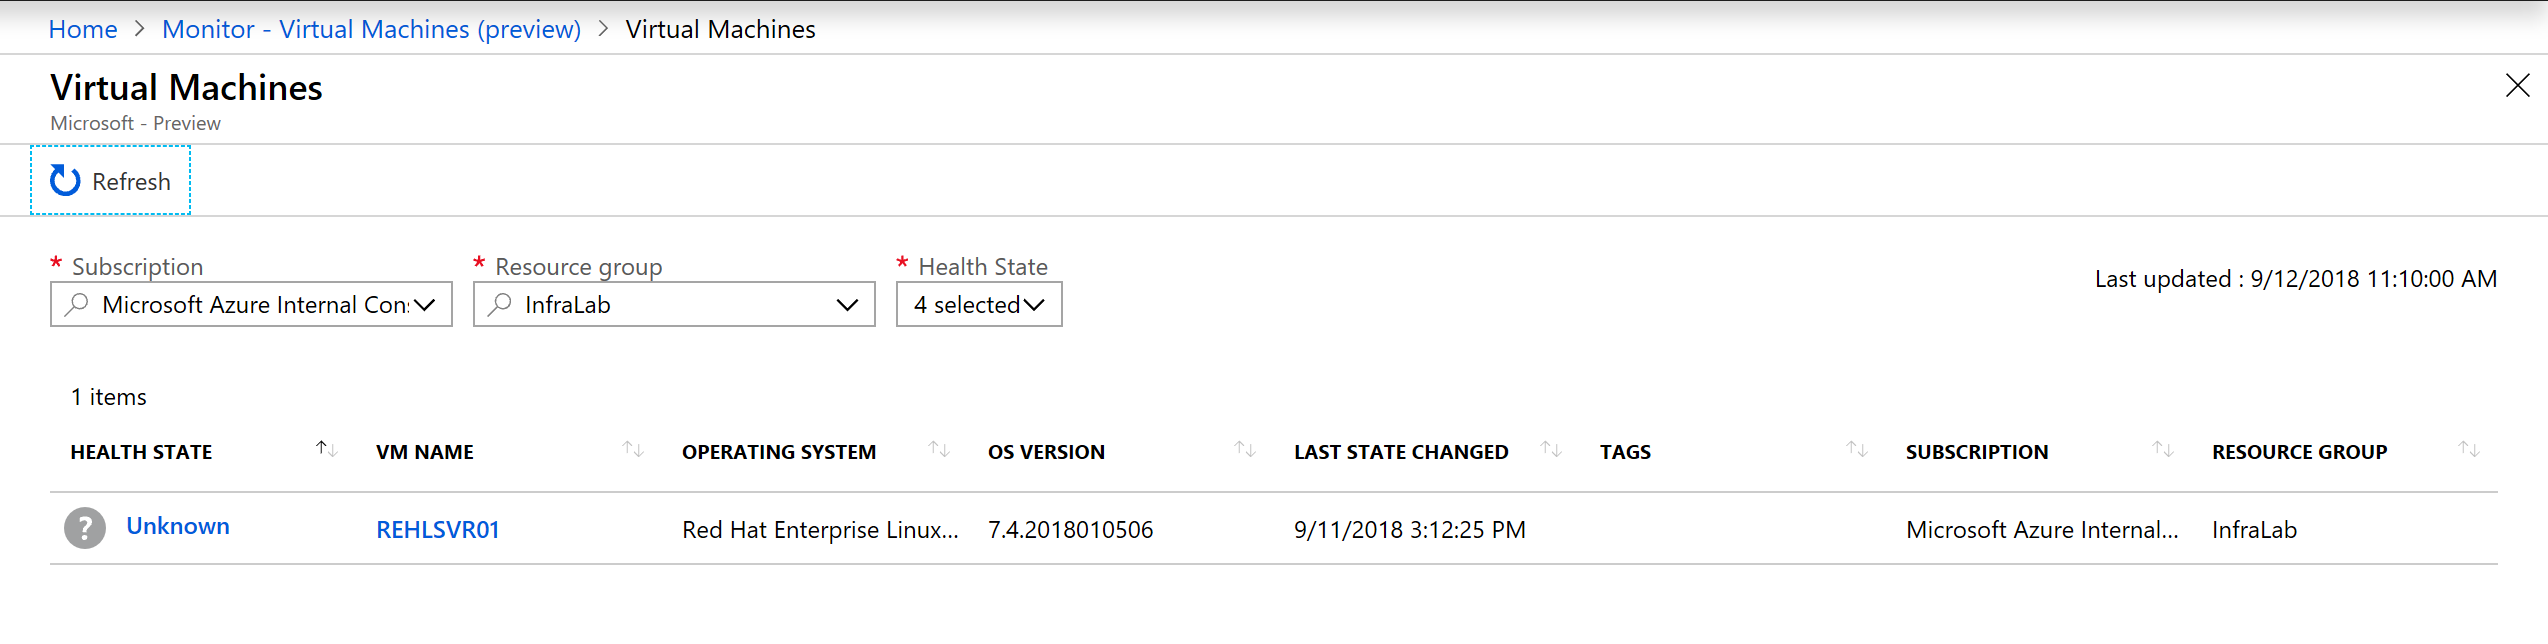 Home > Monitor - Virtual Machines (preview) > Virtual Machines
Virtual Machines
Microsoft - Preview
Refresh
* Subscription * Resource group * Health State
Microsoft Azure Internal Con InfraLab 4 selected
Last updated : 9/12/2018 11:10:00 AM
1 items
HEALTH STATE VM NAME OPERATING SYSTEM OS VERSION LAST STATE CHANGED TAGS SUBSCRIPTION RESOURCE GROUP
? Unknown REHLSVR01 Red Hat Enterprise Linux... 7.4.2018010506 9/11/2018 3:12:25 PM Microsoft Azure Internal... InfraLab